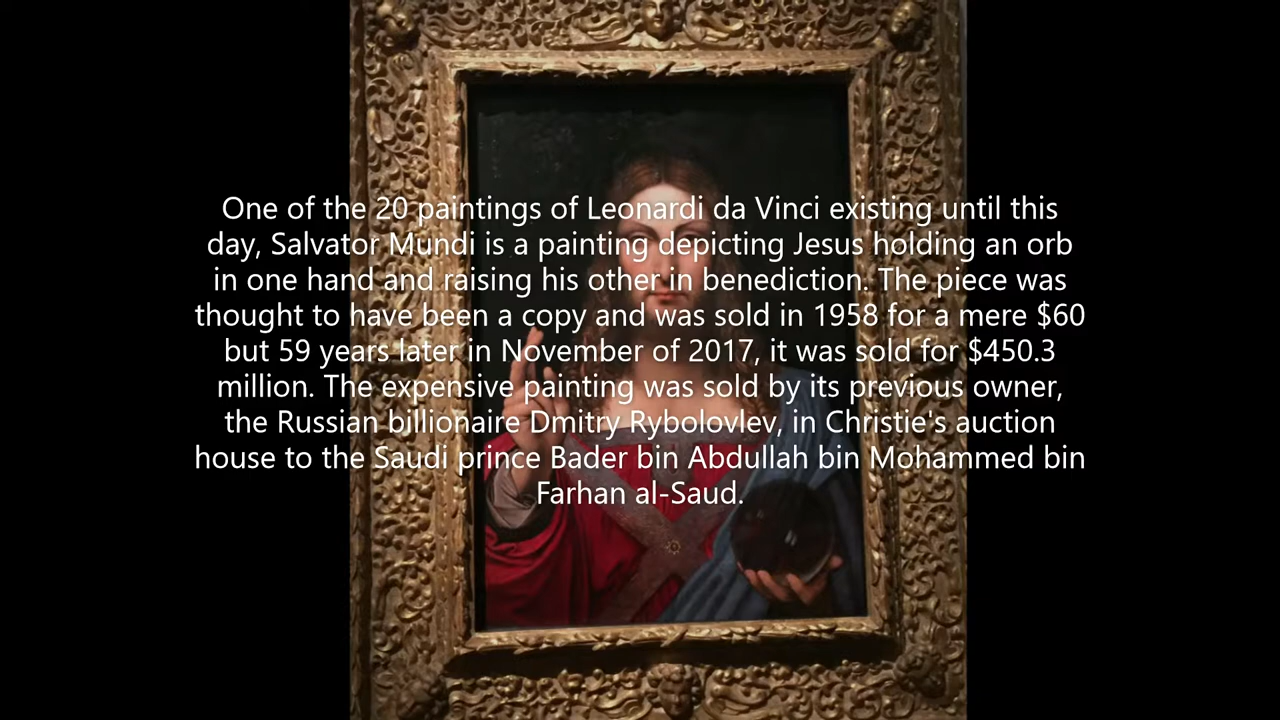 One of the 20 paintings of Leonardi da Vinci existing until this
day, Salvator Mundi is a painting depicting Jesus holding an orb
in one hand and raising his other in benediction. The piece was
thought to have been a copy and was sold in 1958 for a mere $60
but 59 years later in November of 2017, it was sold for $450.3
million. The expensive painting was sold by its previous owner,
the Russian billionaire Dmitry Rybolovlev, in Christie's auction
house to the Saudi prince Bader bin Abdullah bin Mohammed bin
Farhan al-Saud.